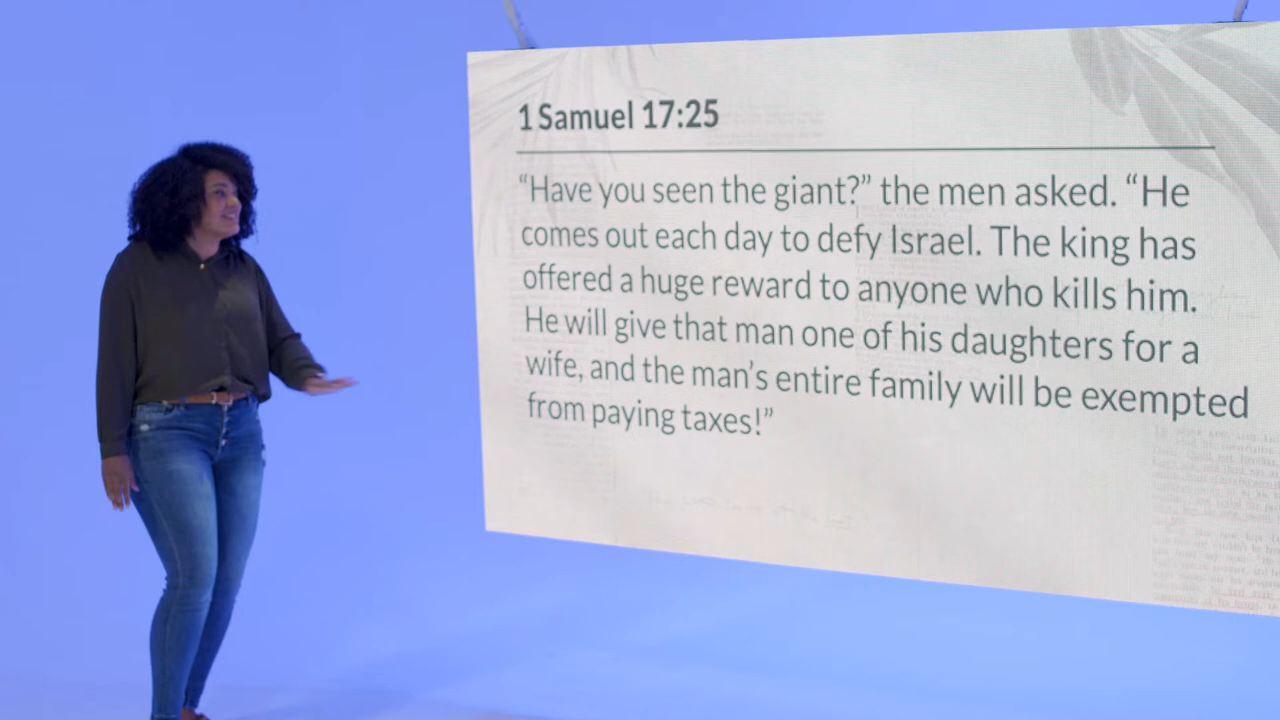 1 Samuel 17:25
“Have you seen the giant?” the men asked. “He
comes out each day to defy Israel. The king has
offered a huge reward to anyone who kills him.
He will give that man one of his daughters for a
wife, and the man’s entire family will be exempted
from paying taxes!”